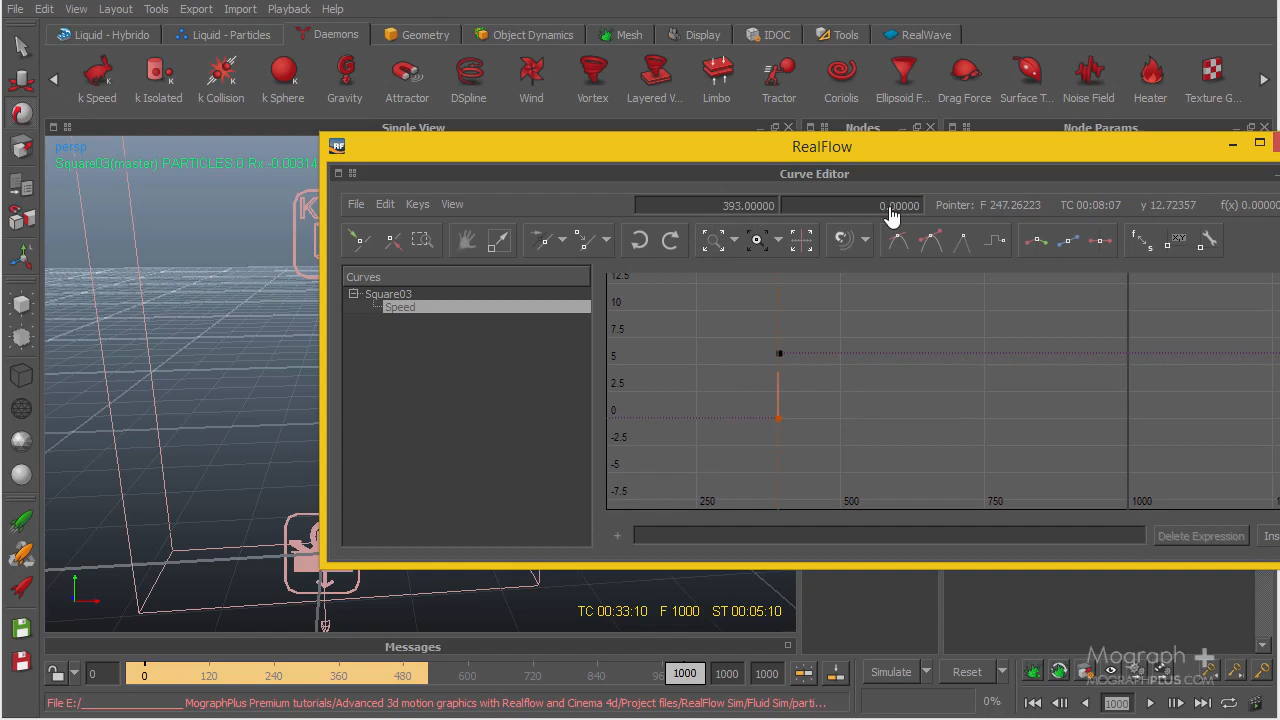 File Edit View Layout Tools Selection Export Import Playback Help
Liquid - Hybrido Liquid - Particles Daemons Geometry Object Dynamics Mesh Display IDOC Tools RealWave
k Speed k Isolated k Collision k Sphere Gravity Attractor DSpline Wind Vortex Layered V... Limbo Tractor Coriolis Ellipsoid F... Drag Force Surface T... Noise Field Heater Texture G...
Single View Nodes Node Params...
persp
Square03(master) PARTICLES:0 Rx -0.00314
RF RealFlow
Curve Editor
File Edit Keys View 393.00000 0.00000 Pointer: F 247.26223 TC 00:08:07 y 12.72357 f(x) 0.0000
Curves
Square03
Speed
12.5
10
7.5
5
2.5
0
-2.5
-5
-7.5
250 500 750 1000
Delete Expression Ins
K
TC 00:33:10 F 1000 ST 00:05:10
Messages
0 0 120 240 360 480 600 720 840 96 1000 1000 1000 Simulate Reset
Mograph
MOGRAPHPLUS.COM
File E:/____________ MographPlus Premium tutorials/Advanced 3d motion graphics with Realflow and Cinema 4d/Project files/RealFlow Sim/Fluid Sim/parti... 0% 1000